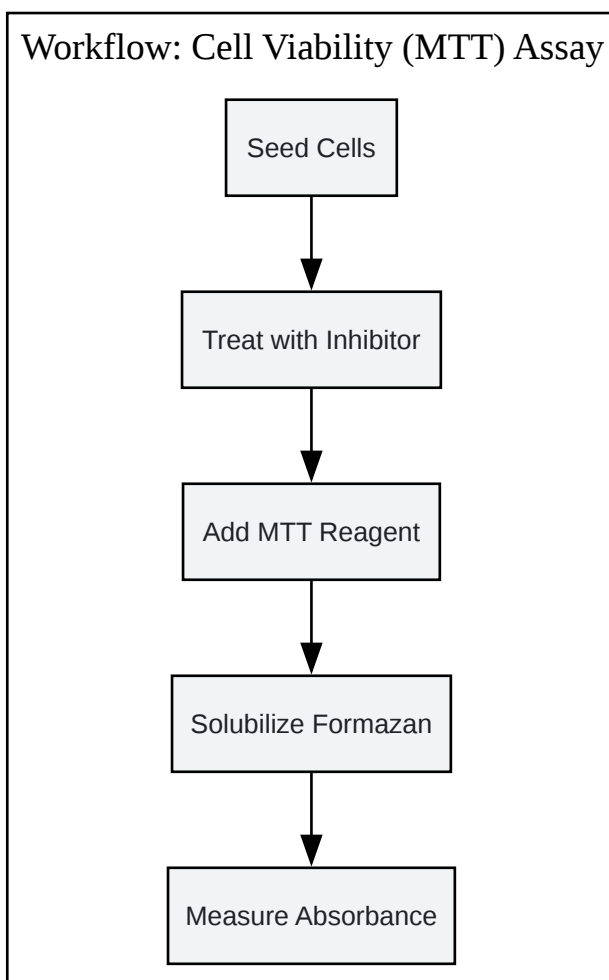 Workflow: Cell Viability (MTT) Assay
Seed Cells
Treat with Inhibitor
Add MTT Reagent
Solubilize Formazan
Measure Absorbance